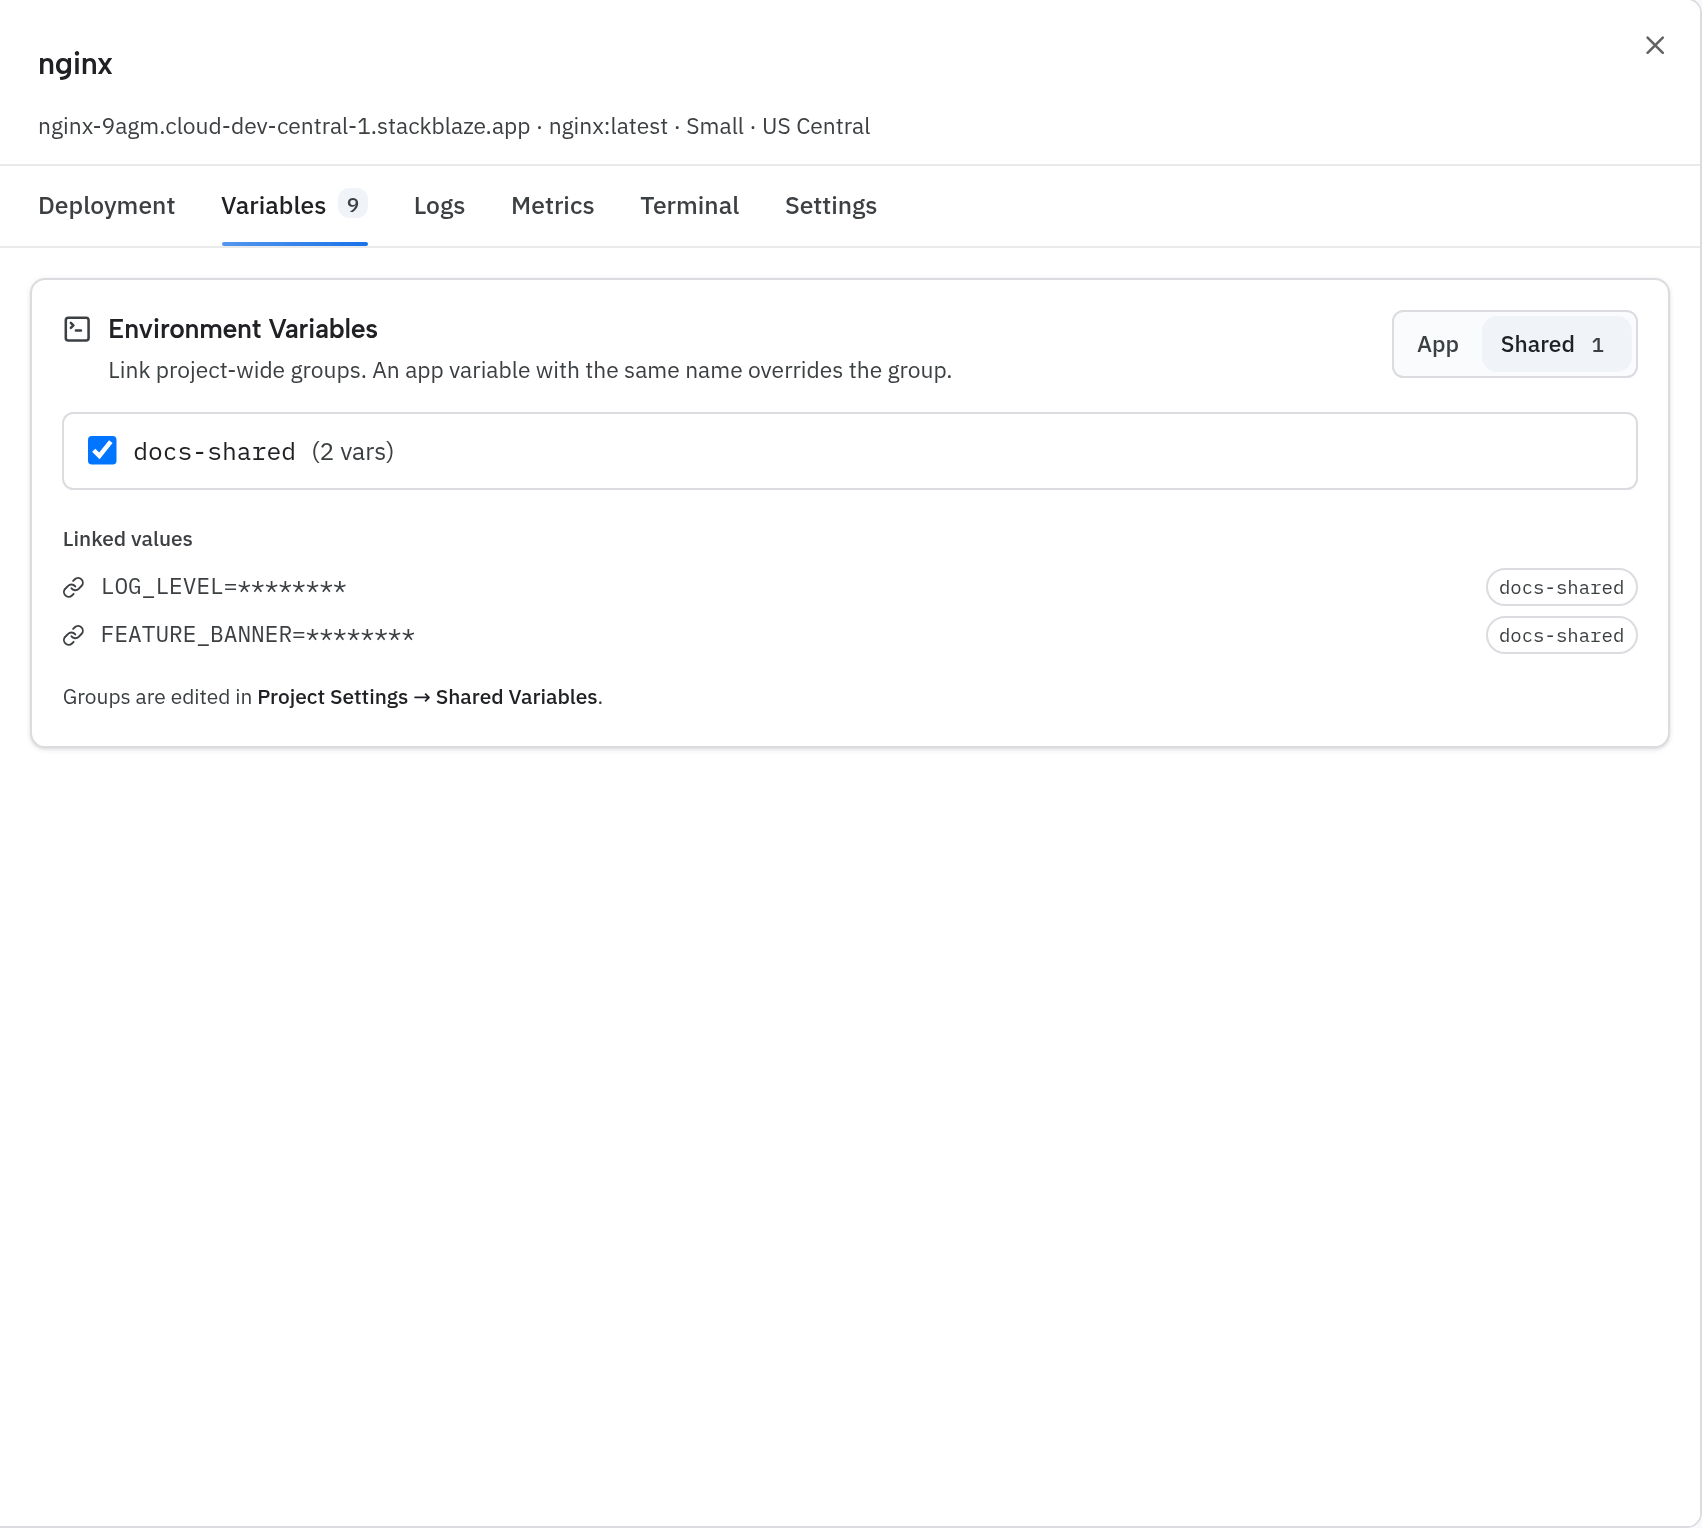 nginx
nginx-9agm.cloud-dev-central-1.stackblaze.app · nginx:latest · Small · US Central
Deployment Variables 9 Logs Metrics Terminal Settings
Environment Variables
Link project-wide groups. An app variable with the same name overrides the group.
App Shared 1
docs-shared (2 vars)
Linked values
LOG_LEVEL=******** docs-shared
FEATURE_BANNER=******** docs-shared
Groups are edited in Project Settings → Shared Variables.